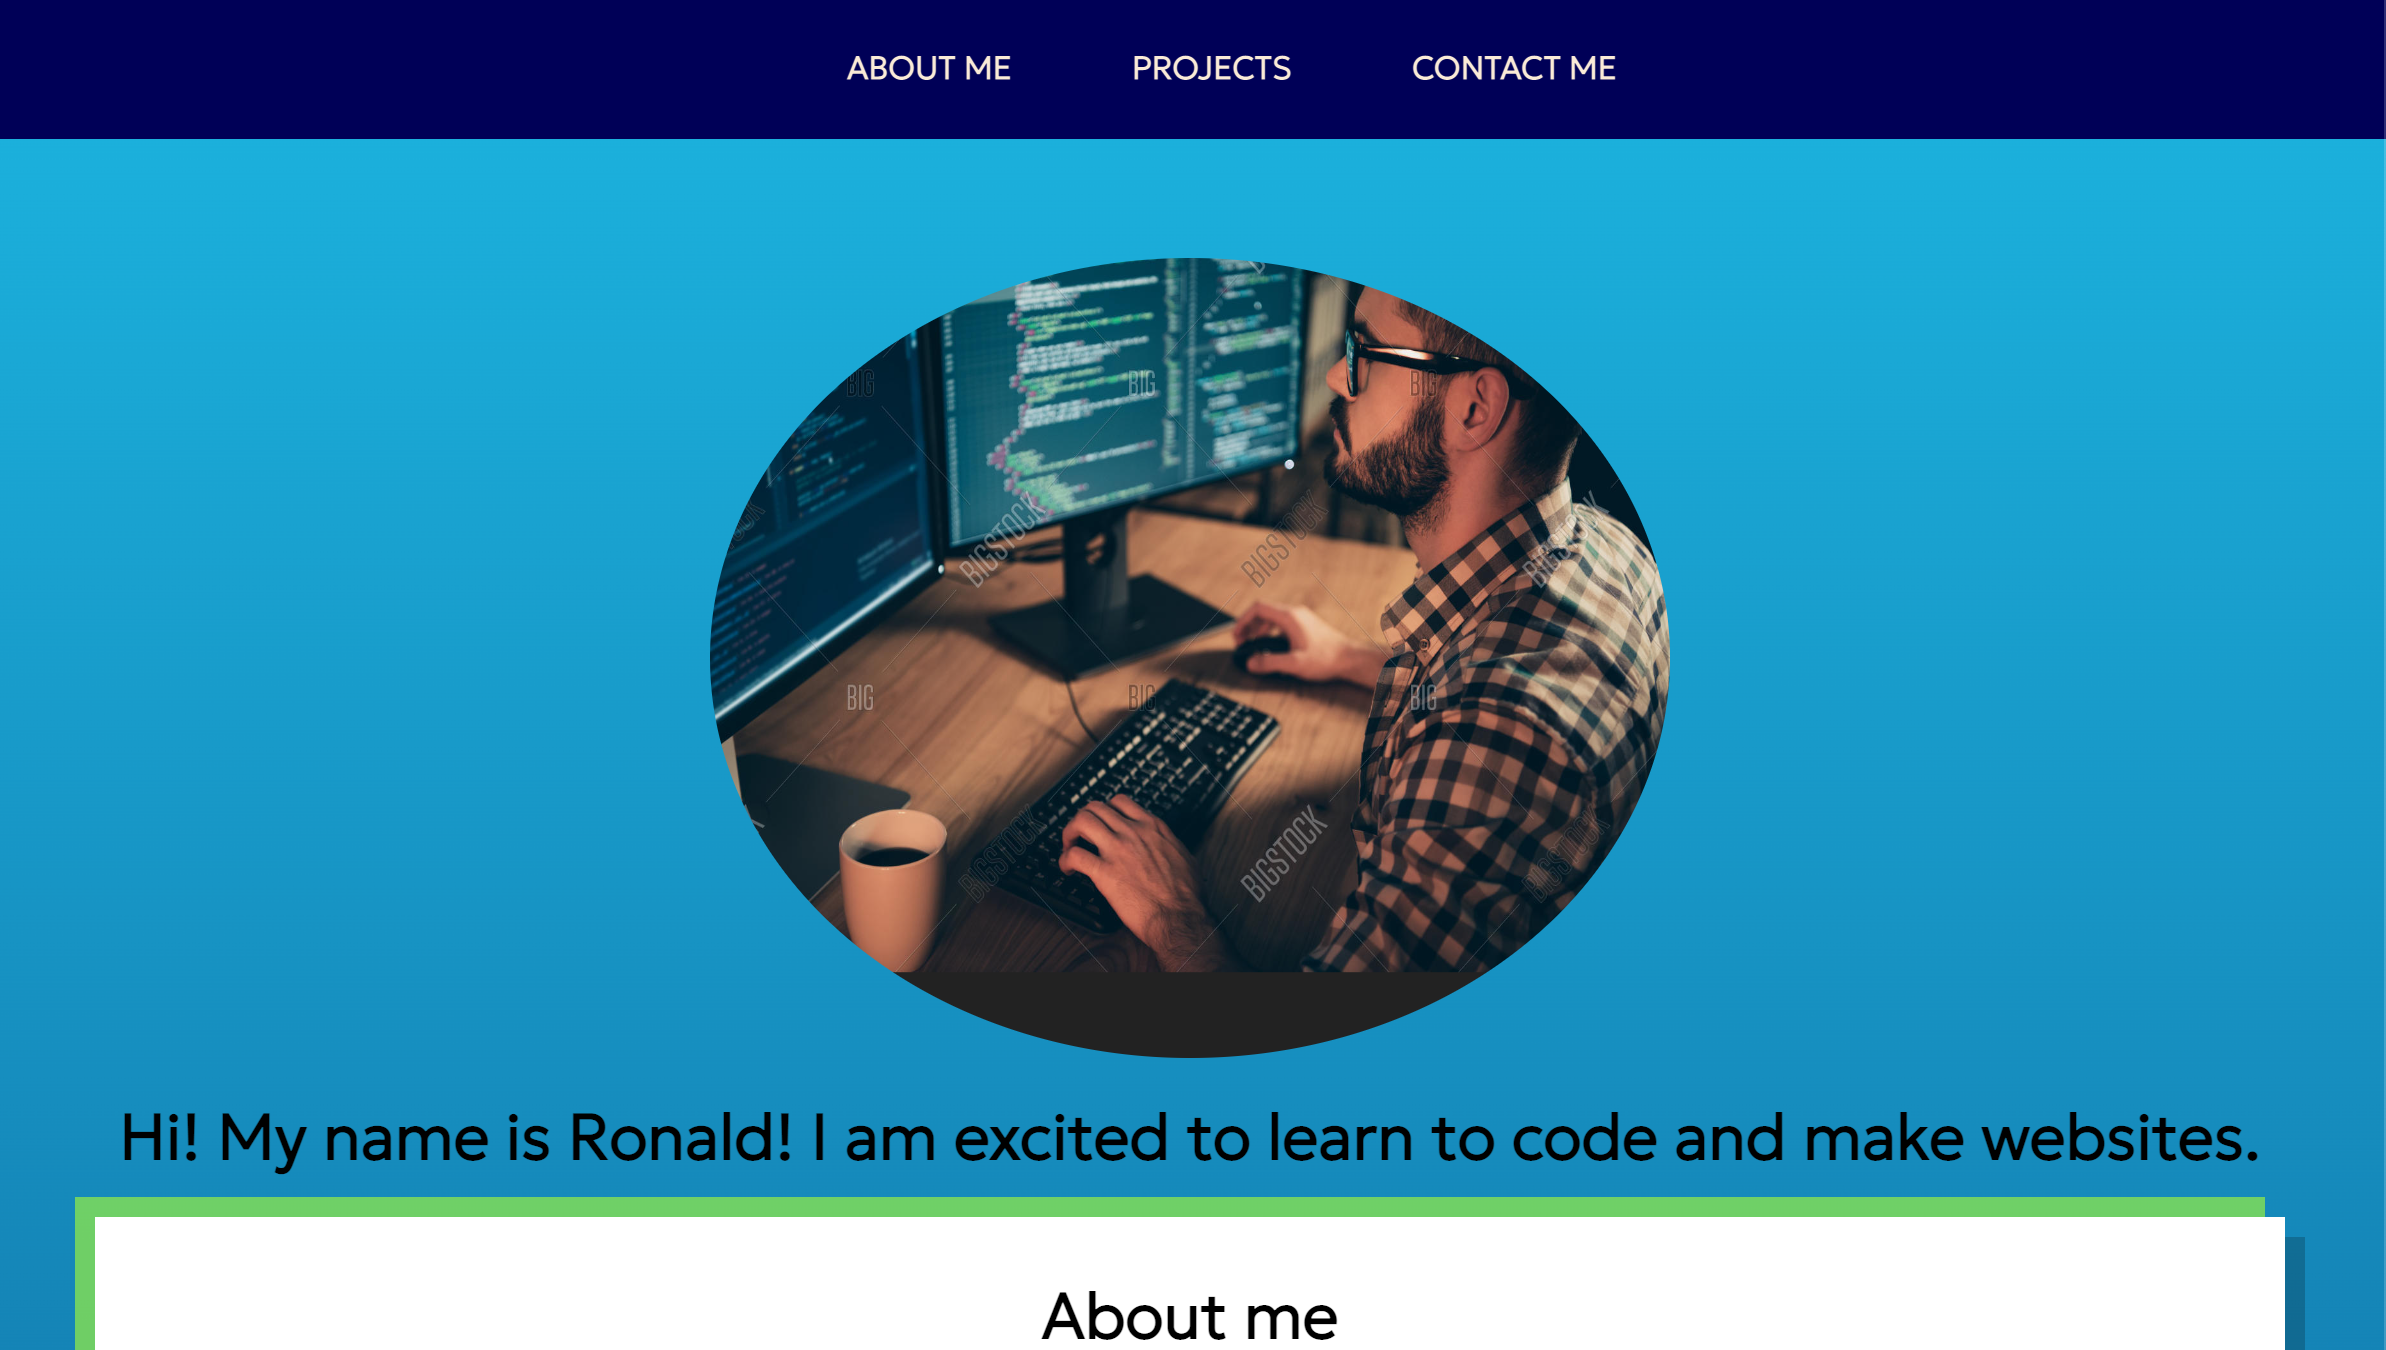 ABOUT ME PROJECTS CONTACT ME
BIG BIG BIG
BIGSTOCK BIGSTOCK BIGSTOCK
BIG BIG BIG
BIGSTOCK BIGSTOCK BIGSTOCK
Hi! My name is Ronald! I am excited to learn to code and make websites.
About me